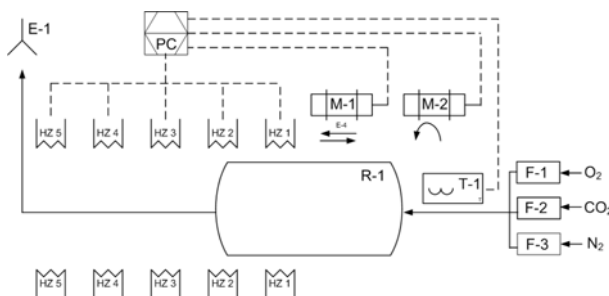 E-1
PC
M-1
M-2
E-4
HZ 5
HZ 4
HZ 3
HZ 2
HZ 1
R-1
T-1
T
F-1
O₂
F-2
CO₂
F-3
N₂
HZ 5
HZ 4
HZ 3
HZ 2
HZ 1